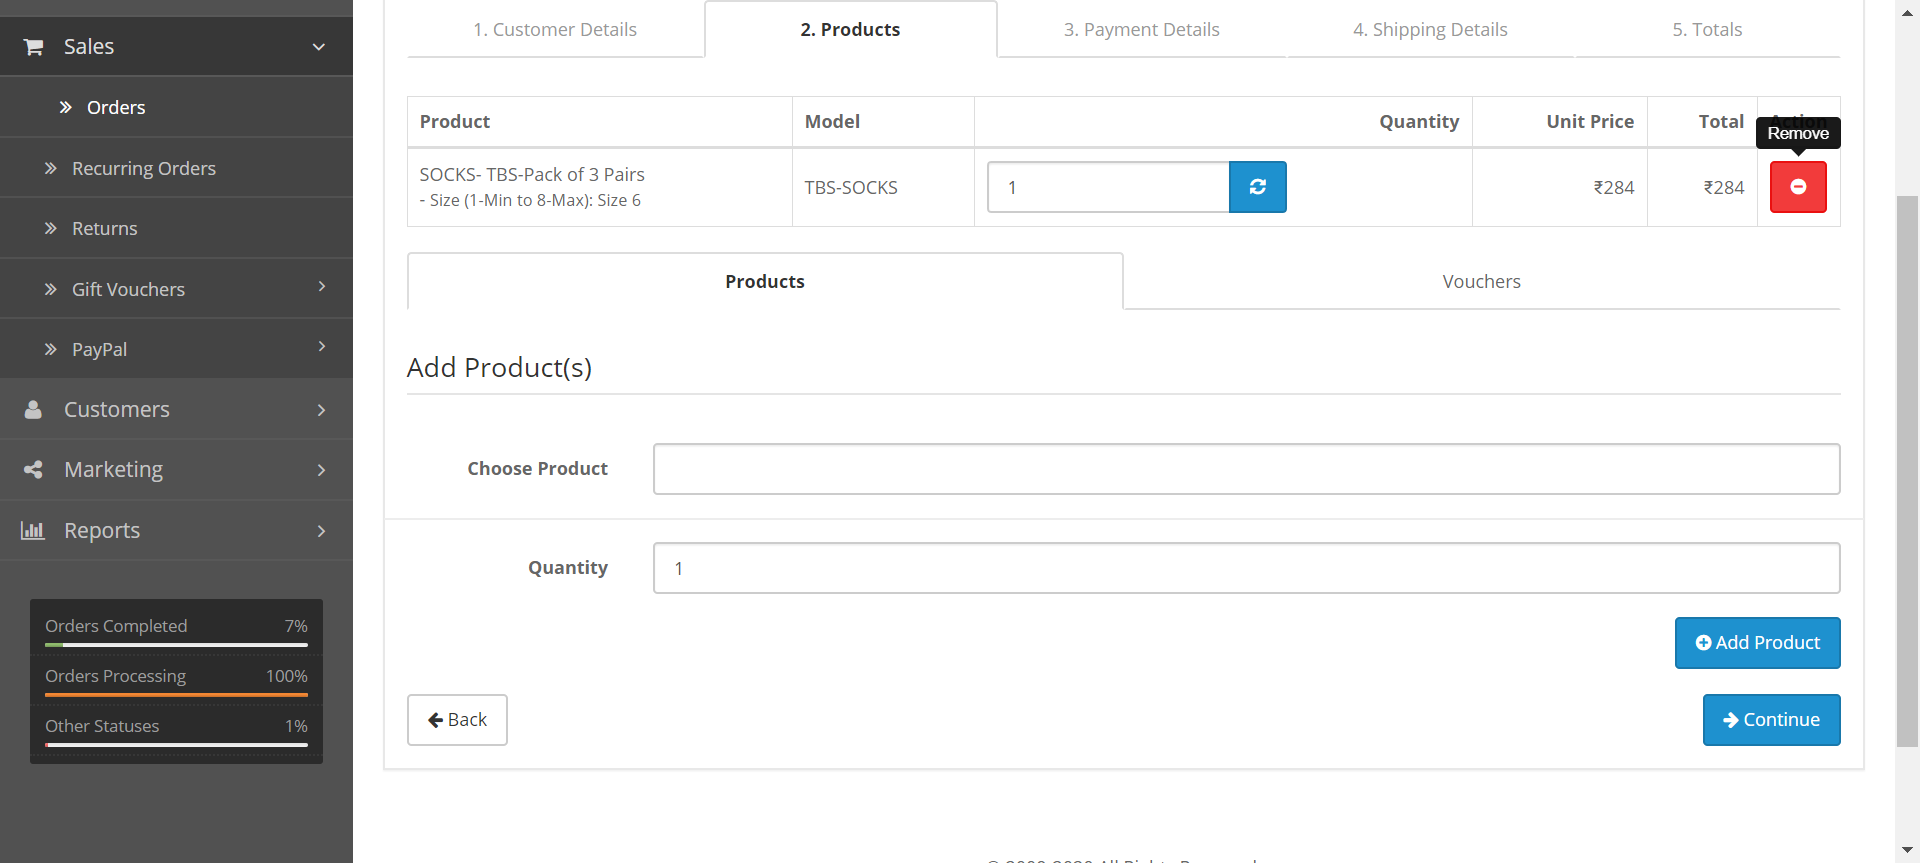 Sales
Orders
Recurring Orders
Returns
Gift Vouchers
PayPal
Customers
Marketing
Reports
Orders Completed 7%
Orders Processing 100%
Other Statuses 1%
1. Customer Details 2. Products 3. Payment Details 4. Shipping Details 5. Totals
Product Model Quantity Unit Price Total Action
Remove
SOCKS- TBS-Pack of 3 Pairs
- Size (1-Min to 8-Max): Size 6
TBS-SOCKS 1 ₹284 ₹284
Products Vouchers
Add Product(s)
Choose Product
Quantity 1
Add Product
Back Continue